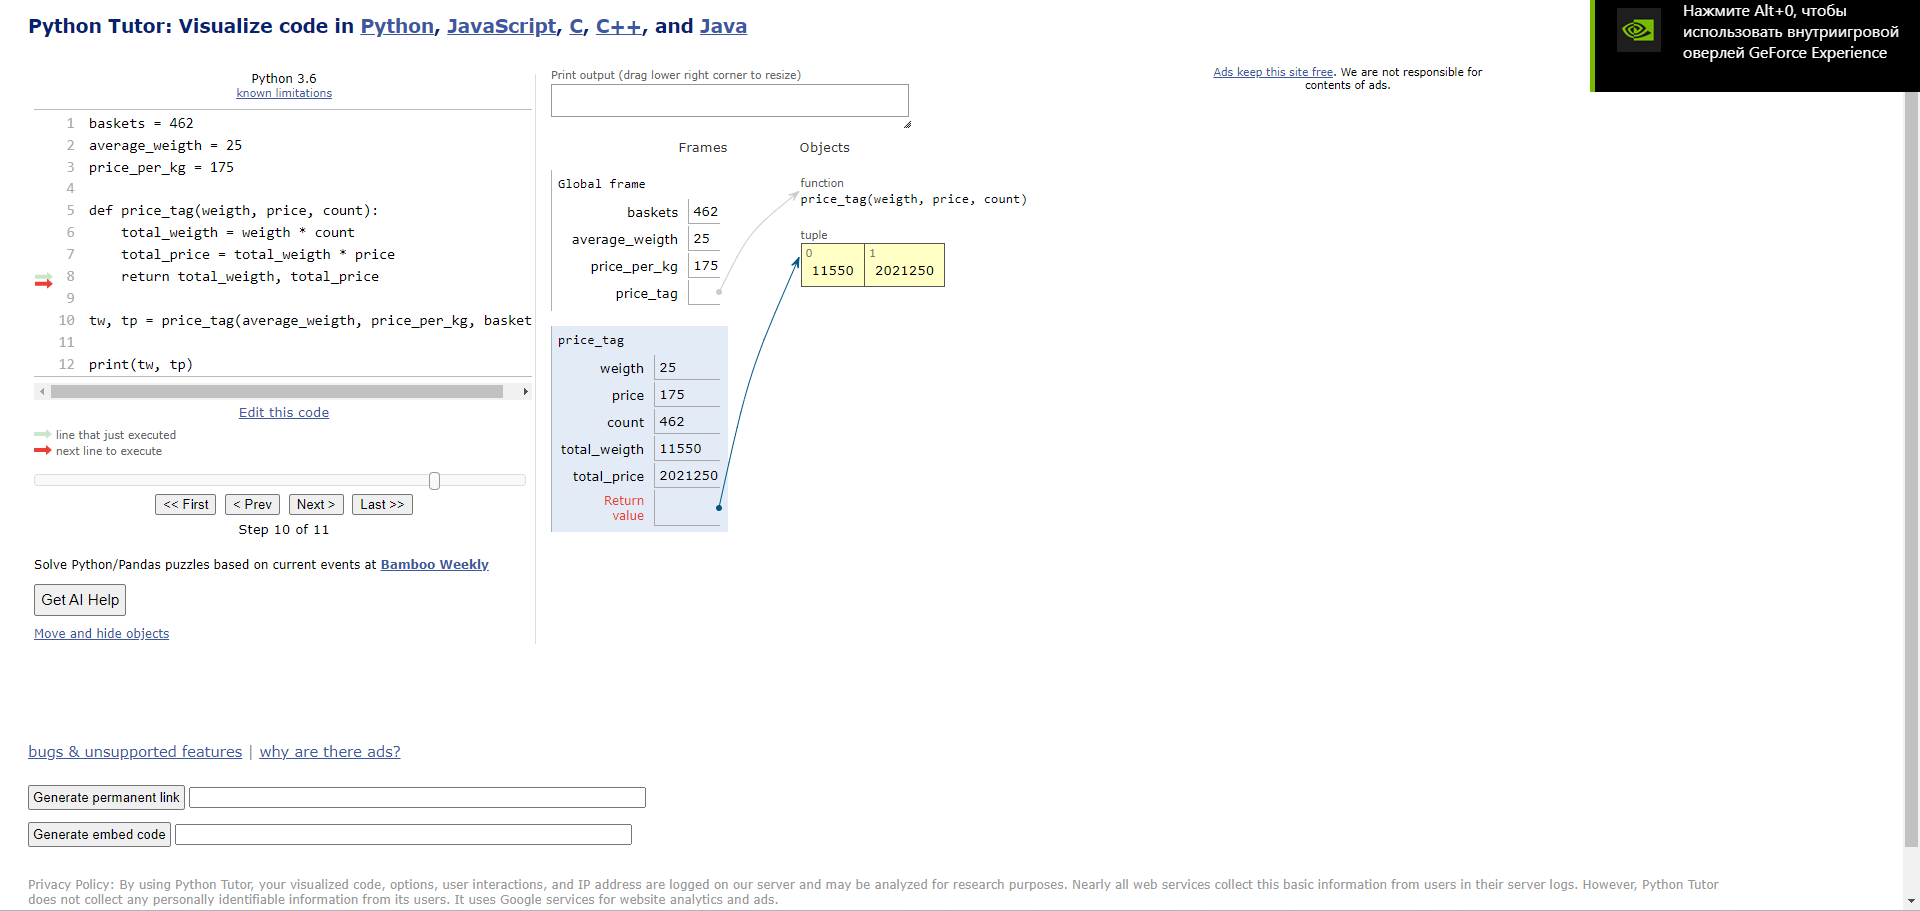 Python Tutor: Visualize code in Python, JavaScript, C, C++, and Java
Нажмите Alt+0, чтобы
использовать внутриигровой
оверлей GeForce Experience
Python 3.6
known limitations
1 baskets = 462
2 average_weigth = 25
3 price_per_kg = 175
4
5 def price_tag(weigth, price, count):
6 total_weigth = weigth * count
7 total_price = total_weigth * price
8 return total_weigth, total_price
9
10 tw, tp = price_tag(average_weigth, price_per_kg, basket
11
12 print(tw, tp)
Edit this code
line that just executed
next line to execute
<< First < Prev Next > Last >>
Step 10 of 11
Solve Python/Pandas puzzles based on current events at Bamboo Weekly
Get AI Help
Move and hide objects
Print output (drag lower right corner to resize)
Frames Objects
Global frame
baskets 462
average_weigth 25
price_per_kg 175
price_tag
function
price_tag(weigth, price, count)
tuple
0 1
11550 2021250
price_tag
weigth 25
price 175
count 462
total_weigth 11550
total_price 2021250
Return
value
Ads keep this site free. We are not responsible for
contents of ads.
bugs & unsupported features | why are there ads?
Generate permanent link
Generate embed code
Privacy Policy: By using Python Tutor, your visualized code, options, user interactions, and IP address are logged on our server and may be analyzed for research purposes. Nearly all web services collect this basic information from users in their server logs. However, Python Tutor
does not collect any personally identifiable information from its users. It uses Google services for website analytics and ads.